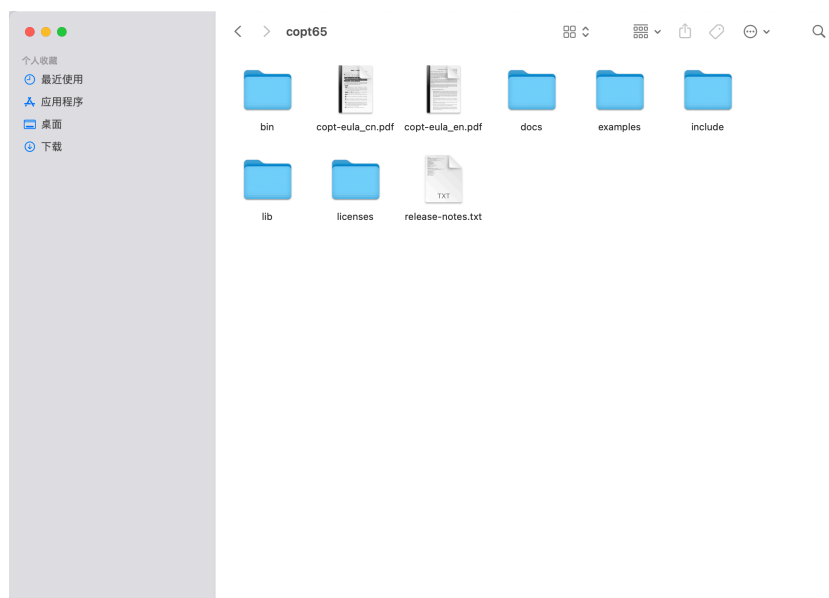 copt65
个人收藏
最近使用
应用程序
桌面
下载
bin
copt-eula_cn.pdf
copt-eula_en.pdf
docs
examples
include
lib
licenses
TXT
release-notes.txt